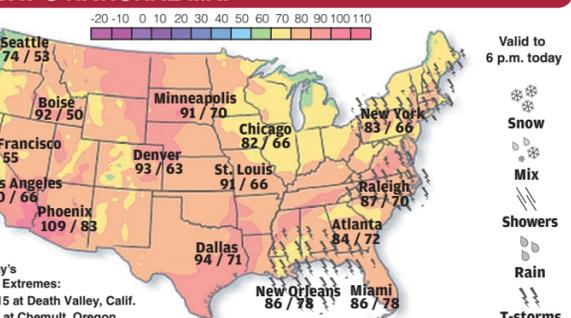 -20 -10 0 10 20 30 40 50 60 70 80 90 100 110
Seattle
74 / 53
Valid to
6 p.m. today
Boise
92 / 50
Minneapolis
91 / 70
New York
83 / 66
Snow
Chicago
82 / 66
Francisco
55
Denver
93 / 63
St. Louis
91 / 66
Mix
Angeles
/ 66
Raleigh
87 / 70
Phoenix
109 / 83
Atlanta
84 / 72
Showers
Dallas
94 / 71
Rain
Extremes:
at Death Valley, Calif.
at Chemult, Oregon
New Orleans
86 / 78
Miami
86 / 78
T-storms